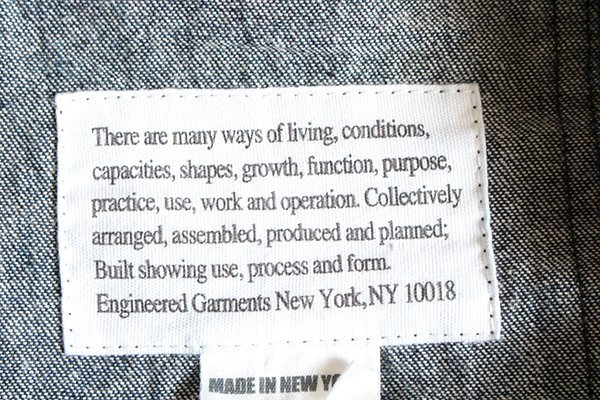 There are many ways of living, conditions,
capacities, shapes, growth, function, purpose,
practice, use, work and operation. Collectively
arranged, assembled, produced and planned;
Built showing use, process and form.
Engineered Garments New York, NY 10018
MADE IN NEW